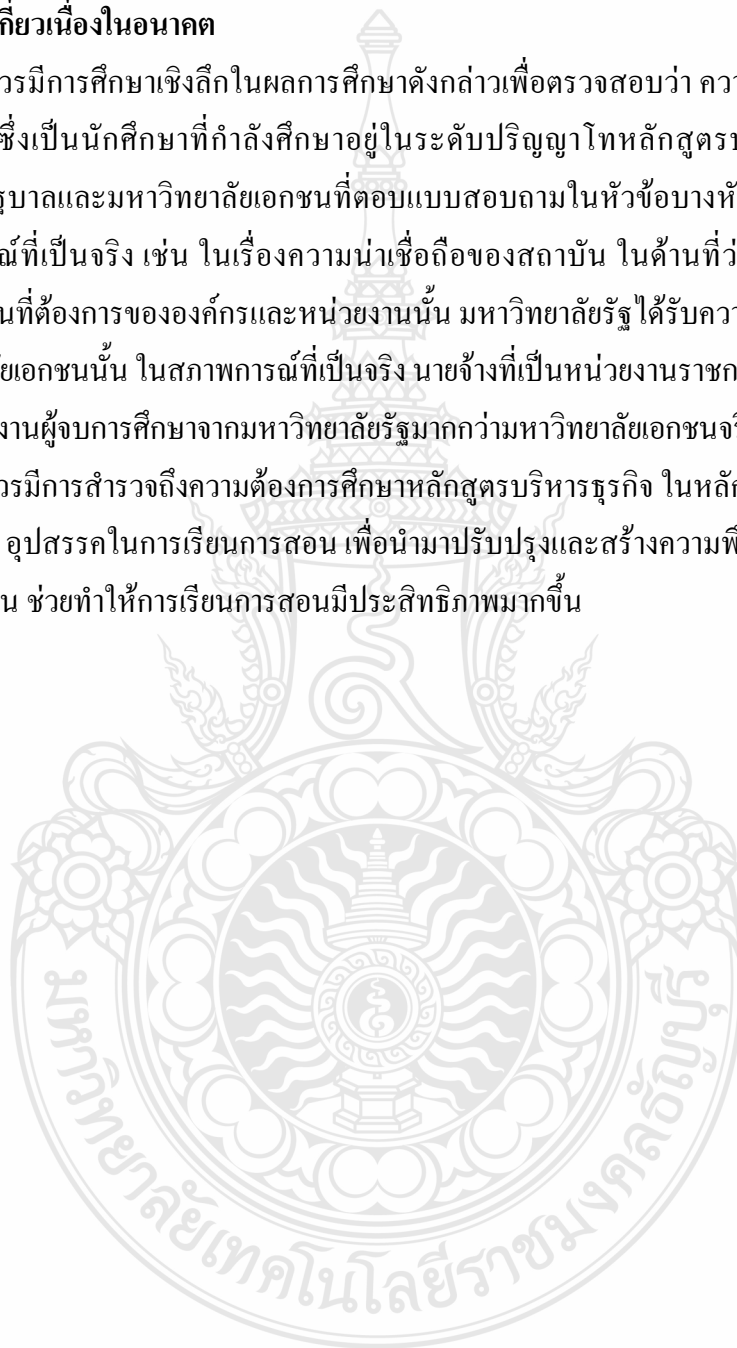 กี่ยวเนื่องในอนาคต
วรมีการศึกษาเชิงลึกในผลการศึกษาดังกล่าวเพื่อตรวจสอบว่า ควา
ซึ่งเป็นนักศึกษาที่กำลังศึกษาอยู่ในระดับปริญญาโทหลักสูตรบ
ฐบาลและมหาวิทยาลัยเอกชนที่ตอบแบบสอบถามในหัวข้อบางหั
ณ์ที่เป็นจริง เช่น ในเรื่องความน่าเชื่อถือของสถาบัน ในด้านที่ว่
นที่ต้องการขององค์กรและหน่วยงานนั้น มหาวิทยาลัยรัฐได้รับควา
ัยเอกชนนั้น ในสภาพการณ์ที่เป็นจริง นายจ้างที่เป็นหน่วยงานราชก
งานผู้จบการศึกษาจากมหาวิทยาลัยรัฐมากกว่ามหาวิทยาลัยเอกชนจริ
วรมีการสำรวจถึงความต้องการศึกษาหลักสูตรบริหารธุรกิจ ในหลัก
อุปสรรคในการเรียนการสอน เพื่อนำมาปรับปรุงและสร้างความพึ
น ช่วยทำให้การเรียนการสอนมีประสิทธิภาพมากขึ้น
มหาวิทยาลัยเทคโนโลยีราชมงคลธัญบุรี